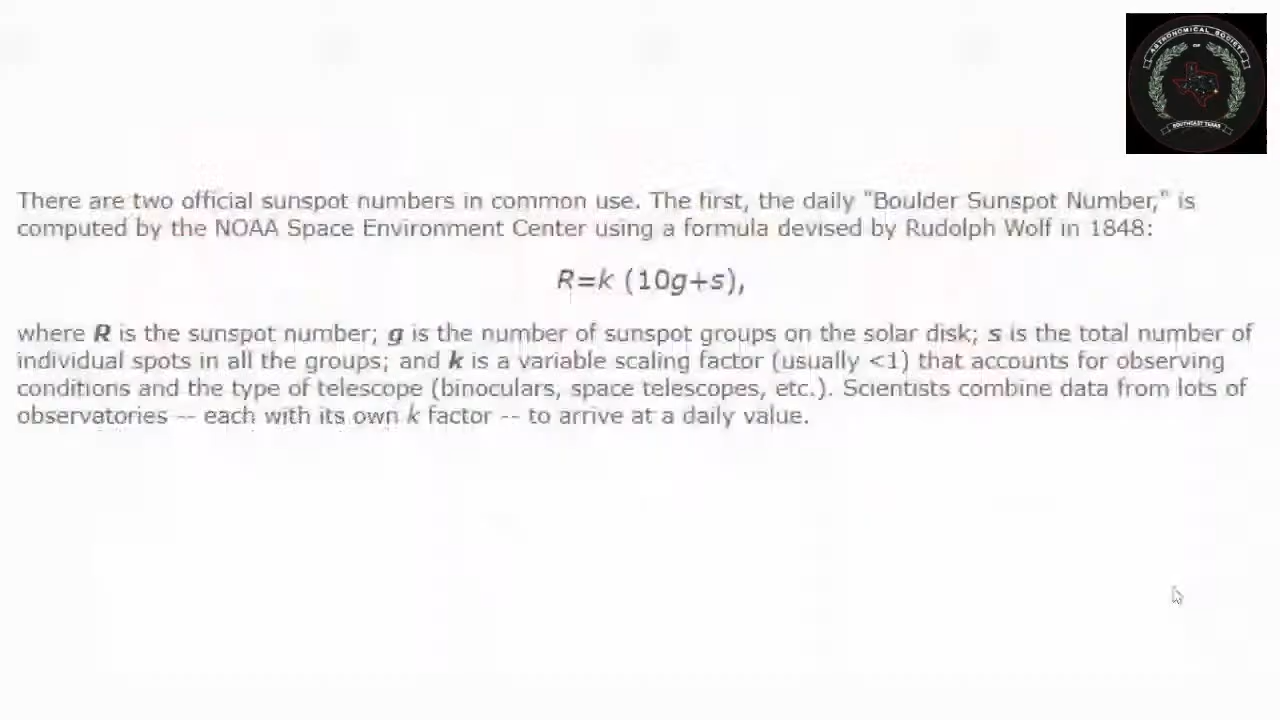 ASTRONOMICAL SOCIETY
OF
SOUTHEAST TEXAS
There are two official sunspot numbers in common use. The first, the daily "Boulder Sunspot Number," is
computed by the NOAA Space Environment Center using a formula devised by Rudolph Wolf in 1848:
R=k (10g+s),
where R is the sunspot number; g is the number of sunspot groups on the solar disk; s is the total number of
individual spots in all the groups; and k is a variable scaling factor (usually <1) that accounts for observing
conditions and the type of telescope (binoculars, space telescopes, etc.). Scientists combine data from lots of
observatories -- each with its own k factor -- to arrive at a daily value.